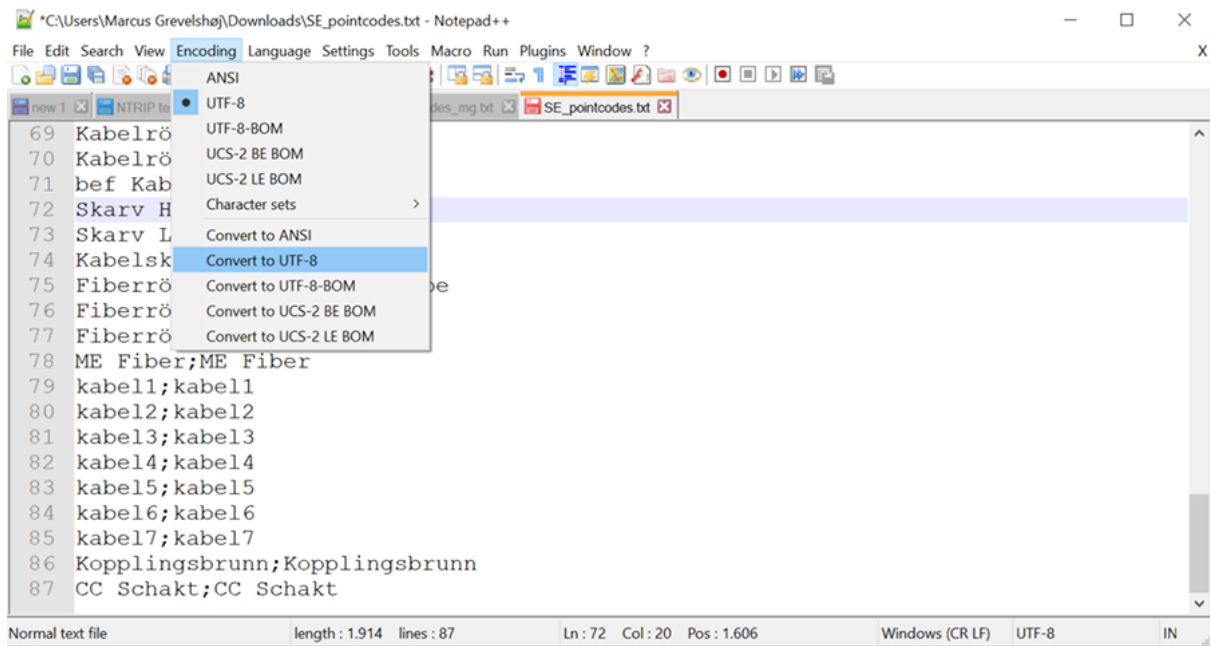 *C:\Users\Marcus Grevelshøj\Downloads\SE_pointcodes.txt - Notepad++
File Edit Search View Encoding Language Settings Tools Macro Run Plugins Window ? X
new 1 NTRIP te des_mg.txt SE_pointcodes.txt
ANSI
UTF-8
UTF-8-BOM
UCS-2 BE BOM
UCS-2 LE BOM
Character sets
Convert to ANSI
Convert to UTF-8
Convert to UTF-8-BOM
Convert to UCS-2 BE BOM
Convert to UCS-2 LE BOM
69 Kabelrö
70 Kabelrö
71 bef Kab
72 Skarv H
73 Skarv L
74 Kabelsk
75 Fiberrö
76 Fiberrö
77 Fiberrö
78 ME Fiber;ME Fiber
79 kabel1;kabel1
80 kabel2;kabel2
81 kabel3;kabel3
82 kabel4;kabel4
83 kabel5;kabel5
84 kabel6;kabel6
85 kabel7;kabel7
86 Kopplingsbrunn;Kopplingsbrunn
87 CC Schakt;CC Schakt
Normal text file length : 1.914 lines : 87 Ln : 72 Col : 20 Pos : 1.606 Windows (CR LF) UTF-8 IN